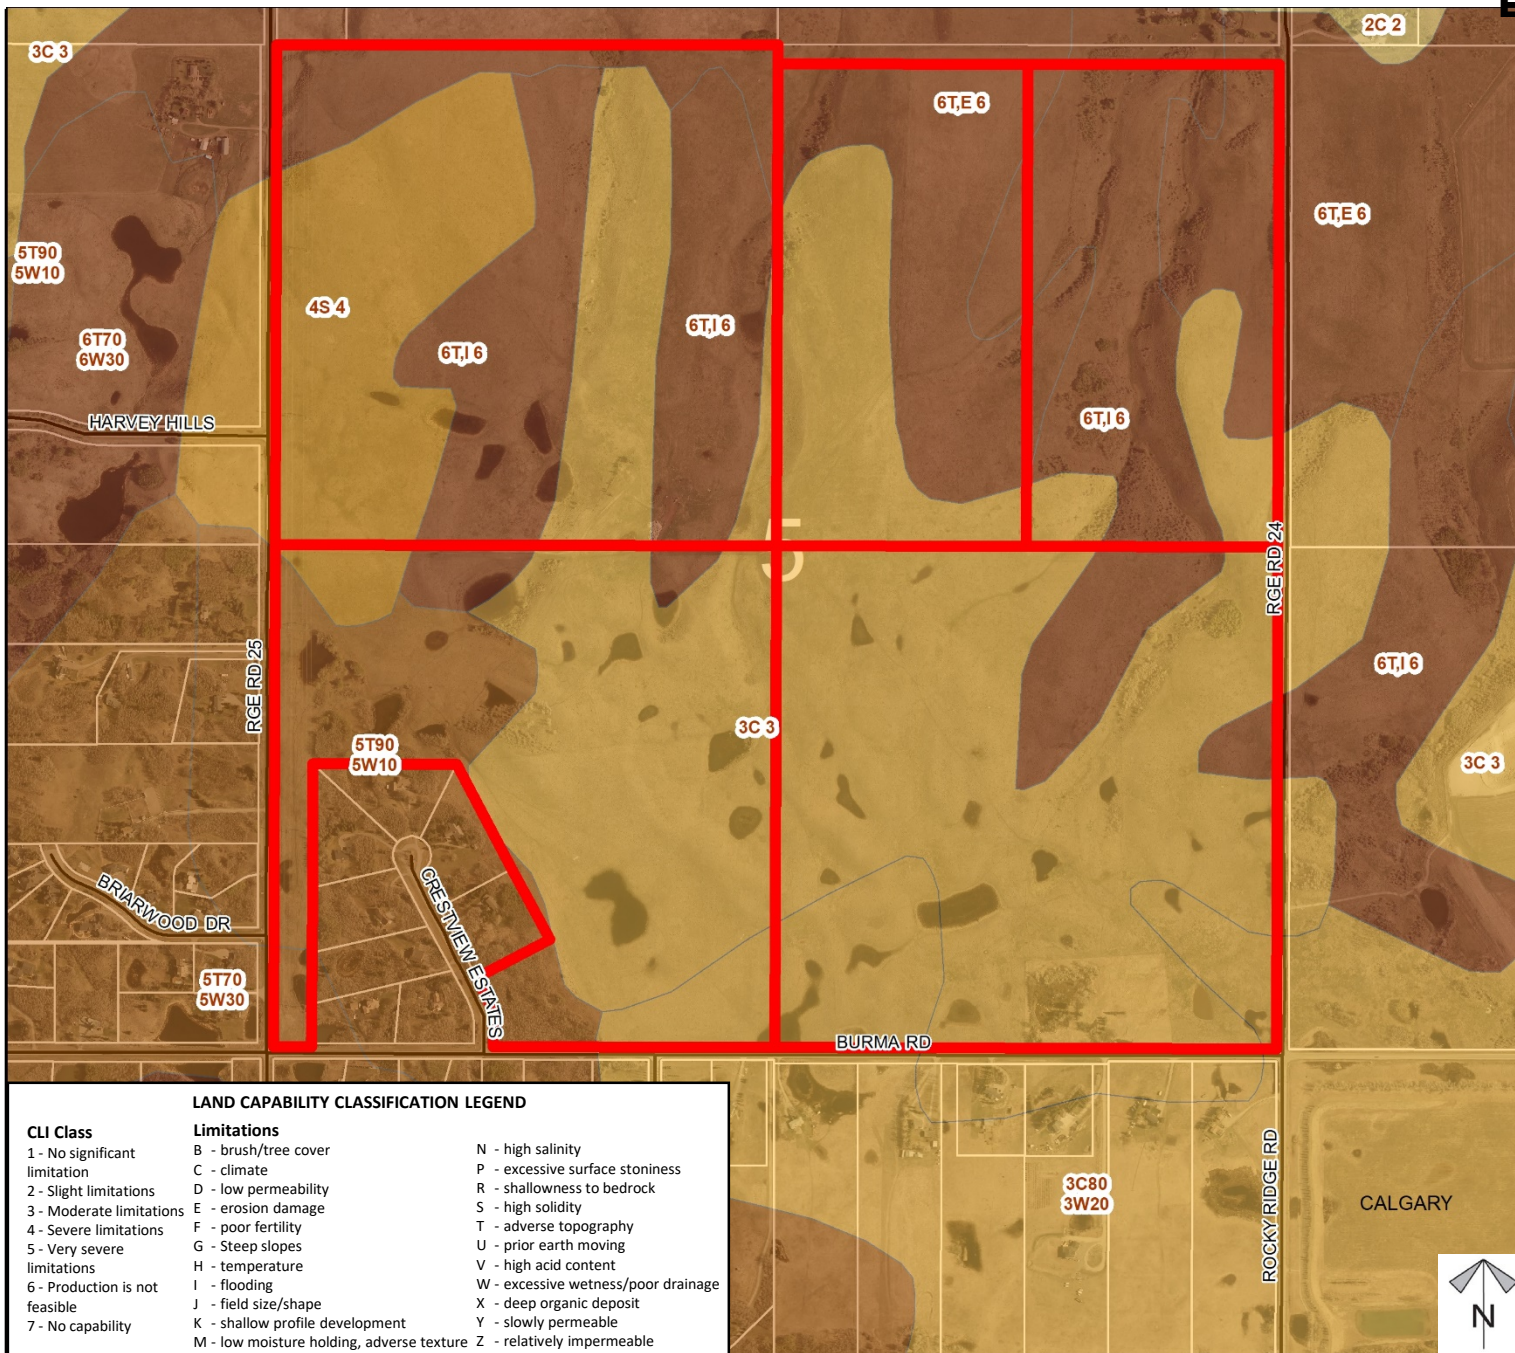 E
3C 3
2C 2
6T,E 6
6T,E 6
5T90
5W10
4S 4
6T,I 6
6T,I 6
6T70
6W30
HARVEY HILLS
6T,I 6
5
RGE RD 24
RGE RD 25
6T,I 6
3C 3
5T90
5W10
3C 3
CRESTVIEW ESTATES
BRIARWOOD DR
5T70
5W30
BURMA RD
ROCKY RIDGE RD
3C80
3W20
CALGARY
N
LAND CAPABILITY CLASSIFICATION LEGEND
CLI Class
1 - No significant
limitation
2 - Slight limitations
3 - Moderate limitations
4 - Severe limitations
5 - Very severe
limitations
6 - Production is not
feasible
7 - No capability
Limitations
B - brush/tree cover
C - climate
D - low permeability
E - erosion damage
F - poor fertility
G - Steep slopes
H - temperature
I - flooding
J - field size/shape
K - shallow profile development
M - low moisture holding, adverse texture
N - high salinity
P - excessive surface stoniness
R - shallowness to bedrock
S - high solidity
T - adverse topography
U - prior earth moving
V - high acid content
W - excessive wetness/poor drainage
X - deep organic deposit
Y - slowly permeable
Z - relatively impermeable